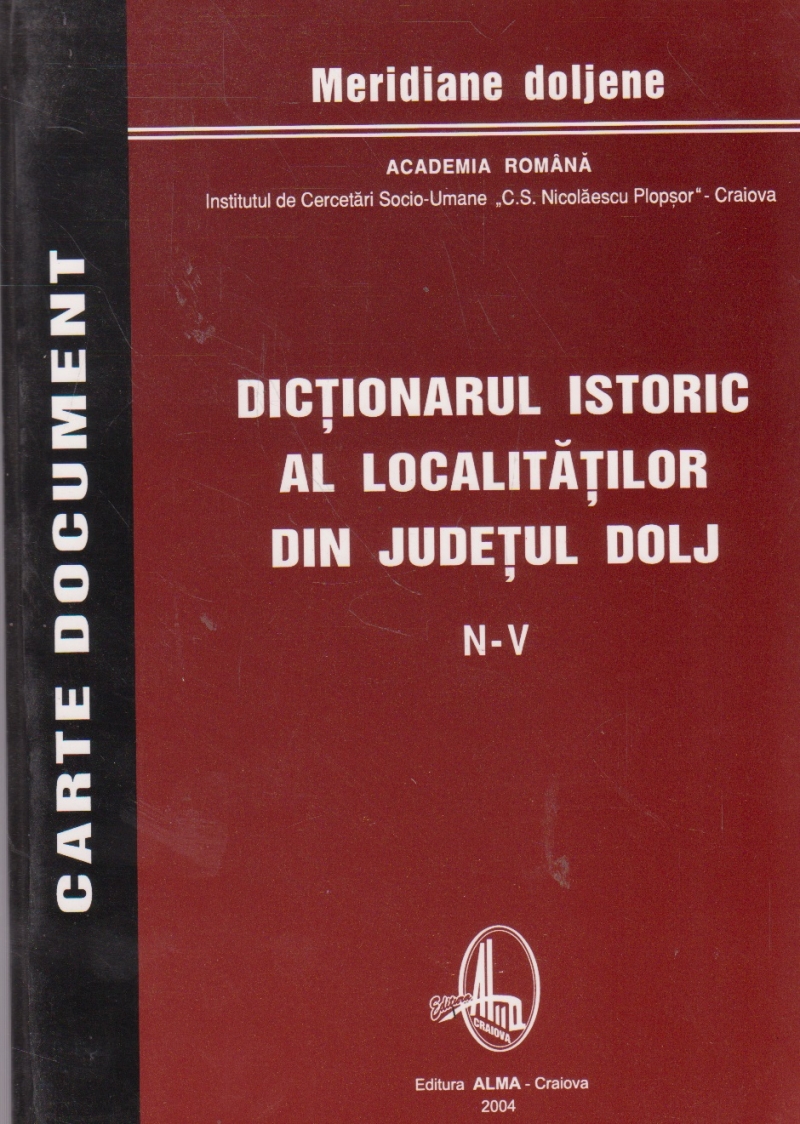 Meridiane doljene
ACADEMIA ROMÂNĂ
Institutul de Cercetări Socio-Umane „C.S. Nicolăescu Plopșor“ - Craiova
CARTE DOCUMENT
DICȚIONARUL ISTORIC
AL LOCALITĂȚILOR
DIN JUDEȚUL DOLJ
N-V
Editura
Alma
CRAIOVA
Editura ALMA - Craiova
2004